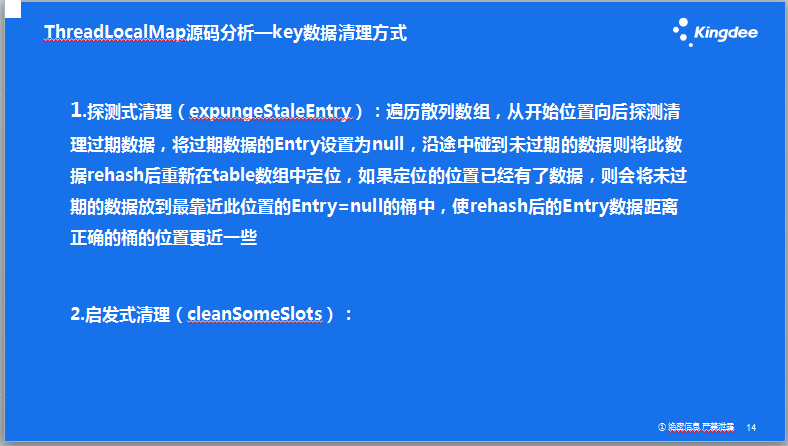 ThreadLocalMap源码分析—key数据清理方式
Kingdee
1.探测式清理（expungeStaleEntry）：遍历散列数组，从开始位置向后探测清
理过期数据，将过期数据的Entry设置为null，沿途中碰到未过期的数据则将此数
据rehash后重新在table数组中定位，如果定位的位置已经有了数据，则会将未过
期的数据放到最靠近此位置的Entry=null的桶中，使rehash后的Entry数据距离
正确的桶的位置更近一些
2.启发式清理（cleanSomeSlots）：
14